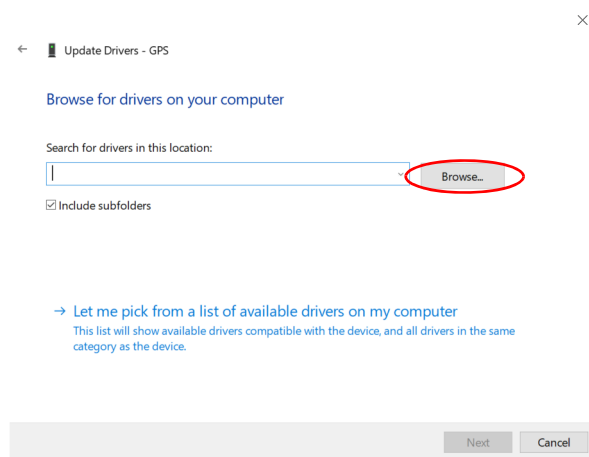 Update Drivers - GPS
Browse for drivers on your computer
Search for drivers in this location:
Browse...
Include subfolders
Let me pick from a list of available drivers on my computer
This list will show available drivers compatible with the device, and all drivers in the same
category as the device.
Next Cancel